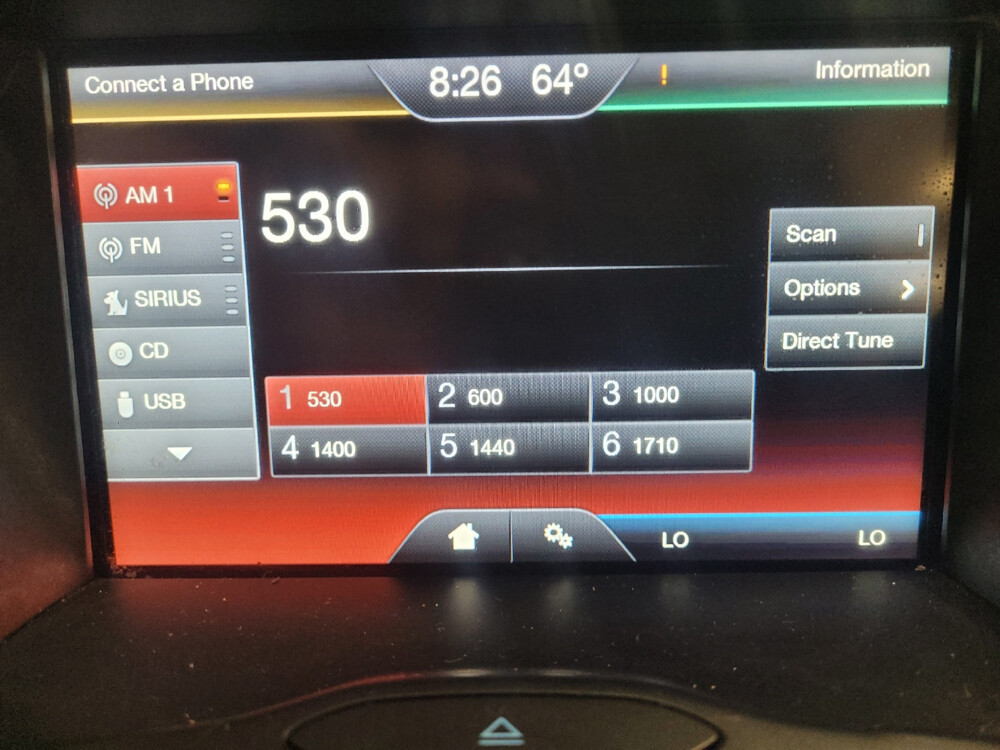 Connect a Phone
8:26 64°
!
Information
AM 1
FM
SIRIUS
CD
USB
530
Scan
Options
Direct Tune
1 530
2 600
3 1000
4 1400
5 1440
6 1710
LO
LO